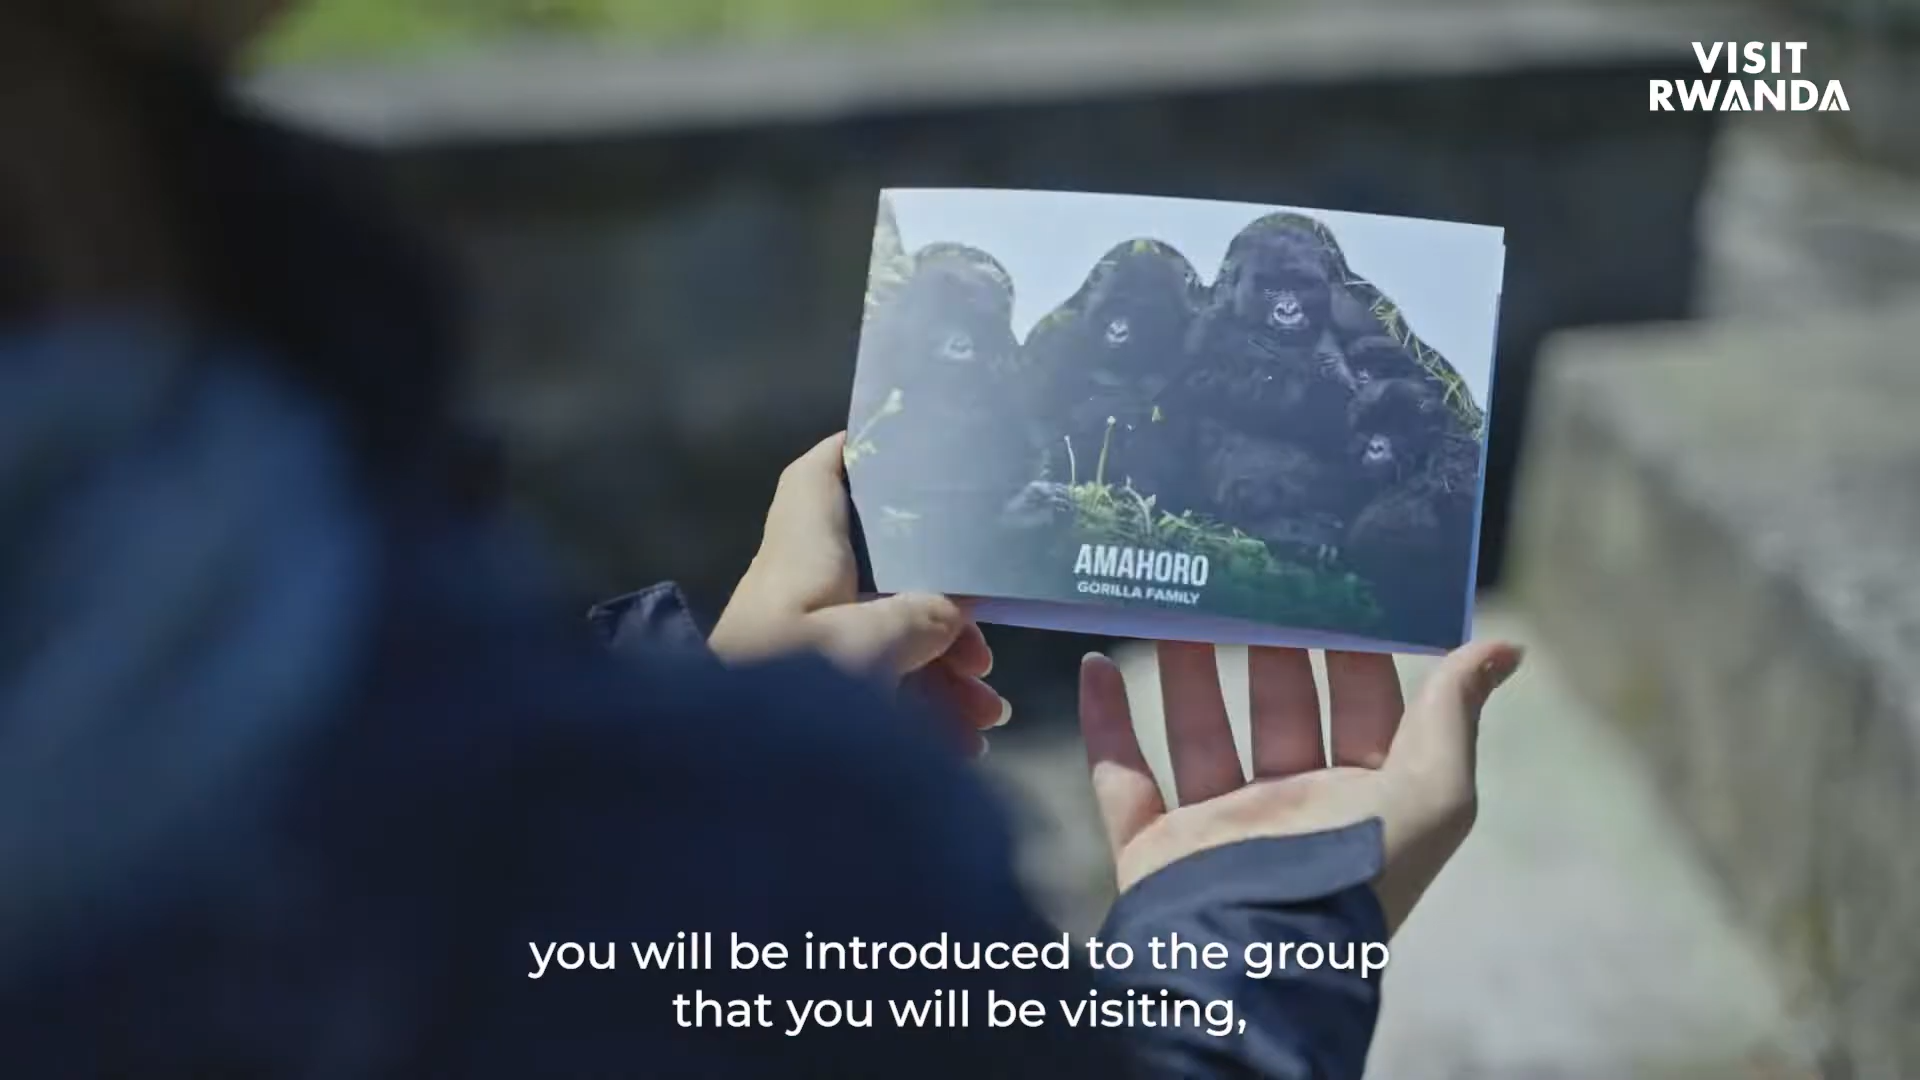 VISIT
RWANDA
AMAHORO
GORILLA FAMILY
you will be introduced to the group
that you will be visiting,